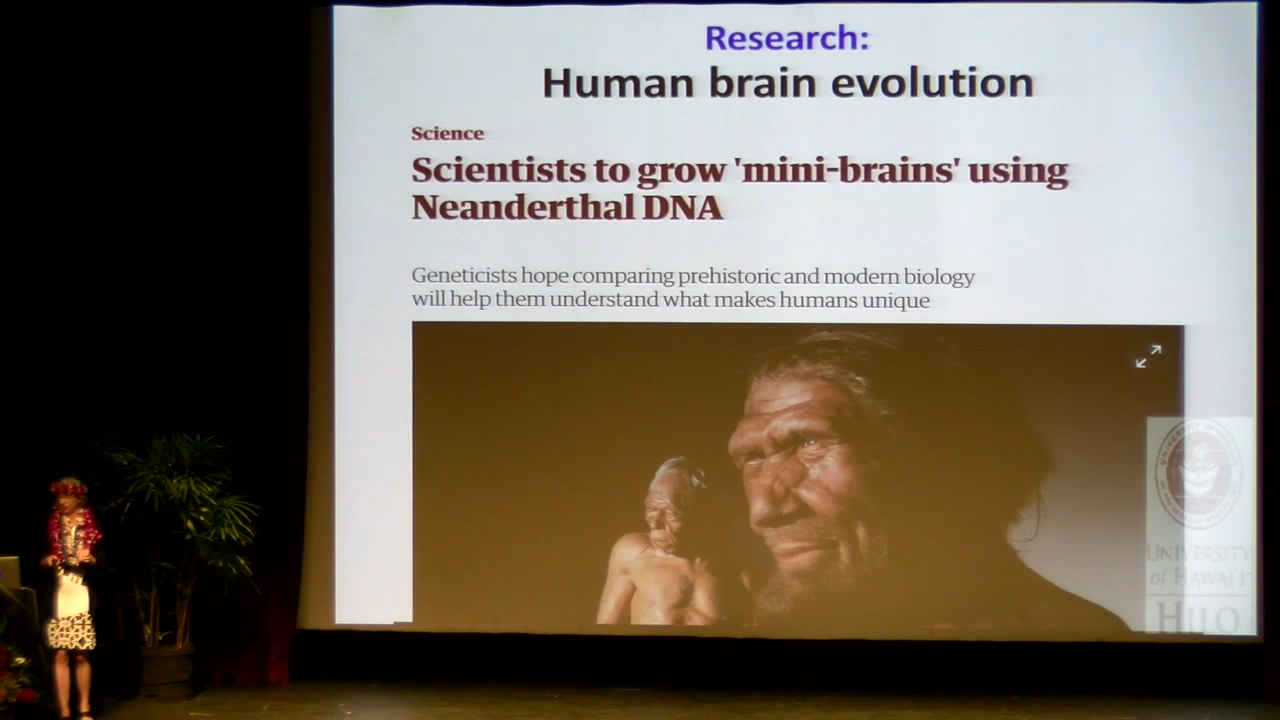 Research:
Human brain evolution
Science
Scientists to grow 'mini-brains' using
Neanderthal DNA
Geneticists hope comparing prehistoric and modern biology
will help them understand what makes humans unique
UNIVERSITY
of HAWAI'I
HILO